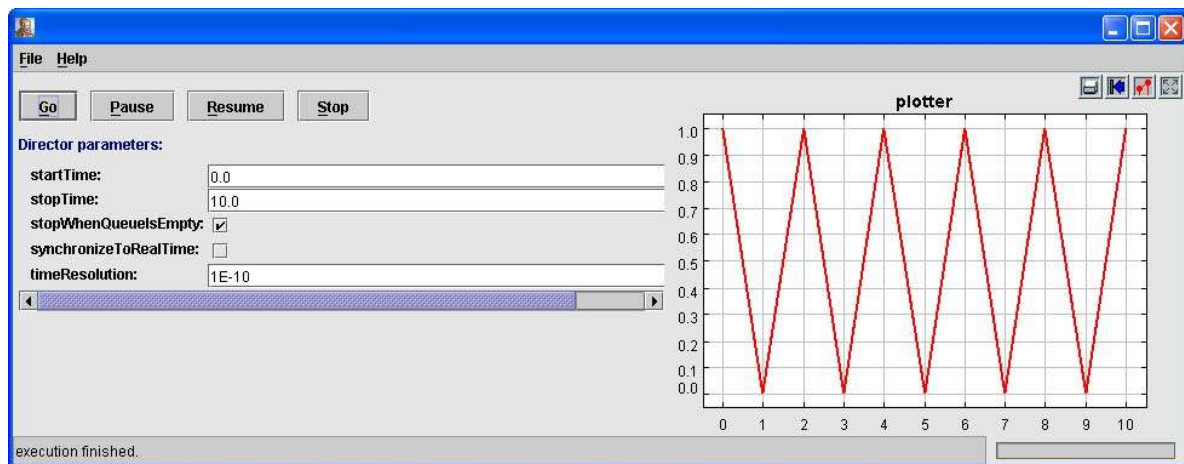 File Help
Go Pause Resume Stop
Director parameters:
startTime: 0.0
stopTime: 10.0
stopWhenQueueIsEmpty:
synchronizeToRealTime:
timeResolution: 1E-10
plotter
1.0
0.9
0.8
0.7
0.6
0.5
0.4
0.3
0.2
0.1
0.0
0 1 2 3 4 5 6 7 8 9 10
execution finished.